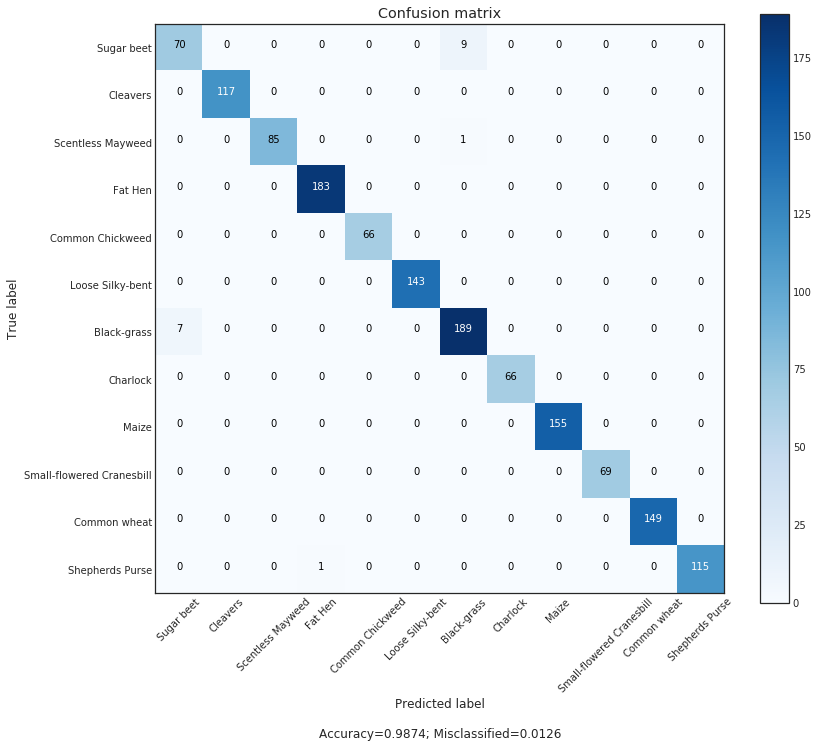 Confusion matrix
Sugar beet 70 0 0 0 0 0 9 0 0 0 0 0
Cleavers 0 117 0 0 0 0 0 0 0 0 0 0
Scentless Mayweed 0 0 85 0 0 0 1 0 0 0 0 0
Fat Hen 0 0 0 183 0 0 0 0 0 0 0 0
Common Chickweed 0 0 0 0 66 0 0 0 0 0 0 0
Loose Silky-bent 0 0 0 0 0 143 0 0 0 0 0 0
Black-grass 7 0 0 0 0 0 189 0 0 0 0 0
Charlock 0 0 0 0 0 0 0 66 0 0 0 0
Maize 0 0 0 0 0 0 0 0 155 0 0 0
Small-flowered Cranesbill 0 0 0 0 0 0 0 0 0 69 0 0
Common wheat 0 0 0 0 0 0 0 0 0 0 149 0
Shepherds Purse 0 0 0 1 0 0 0 0 0 0 0 115
True label
Sugar beet
Cleavers
Scentless Mayweed
Fat Hen
Common Chickweed
Loose Silky-bent
Black-grass
Charlock
Maize
Small-flowered Cranesbill
Common wheat
Shepherds Purse
Predicted label
Accuracy=0.9874; Misclassified=0.0126
175
150
125
100
75
50
25
0